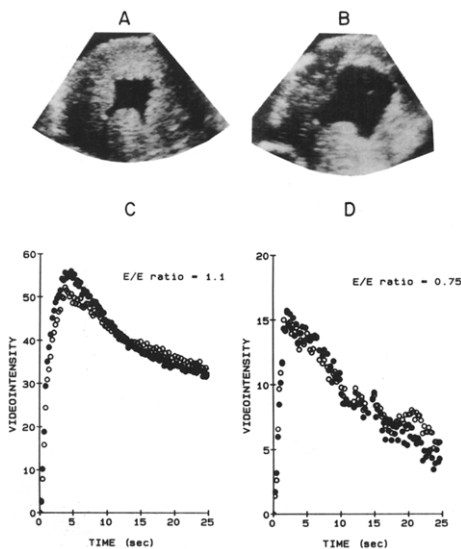 A
B
C
D
60
50
40
30
20
10
0
VIDEOINTENSITY
E/E ratio = 1.1
0 5 10 15 20 25
TIME (sec)
20
15
10
5
0
VIDEOINTENSITY
E/E ratio = 0.75
0 5 10 15 20 25
TIME (sec)